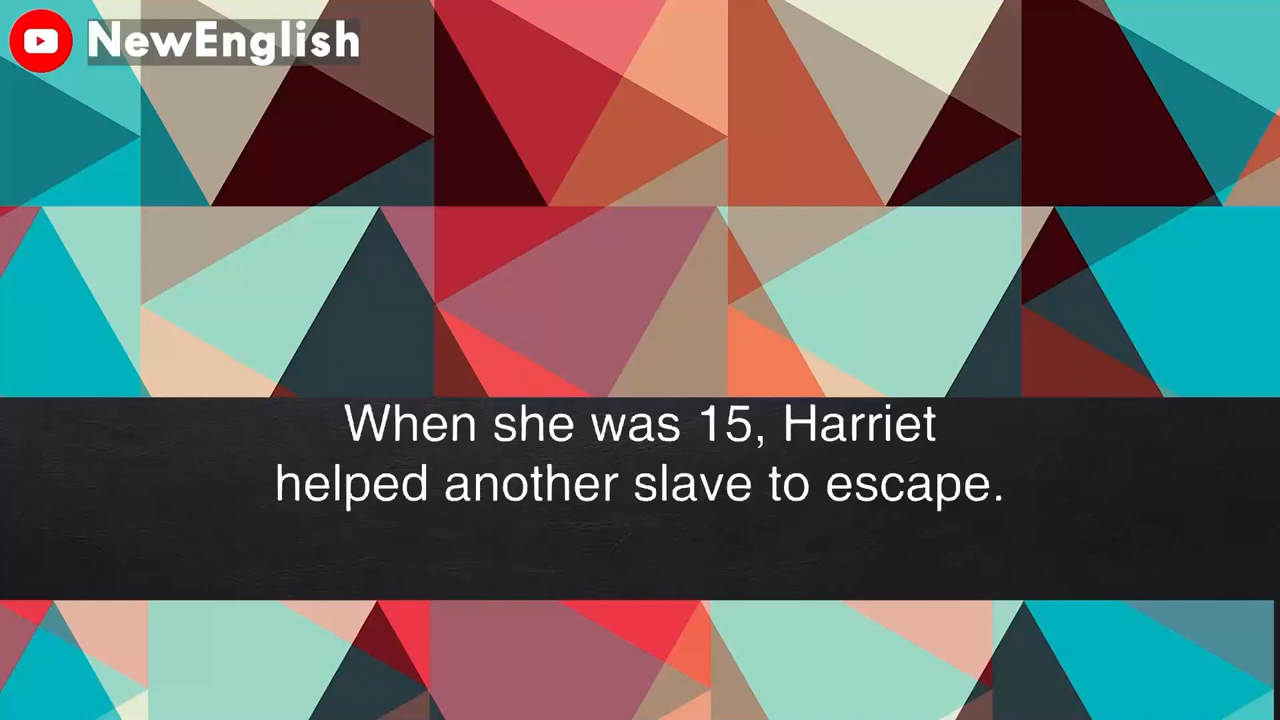 NewEnglish
When she was 15, Harriet
helped another slave to escape.